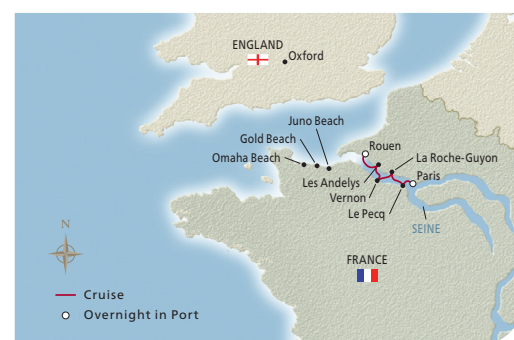 ENGLAND
Oxford
Juno Beach
Gold Beach
Omaha Beach
Rouen
La Roche-Guyon
Les Andelys
Paris
Vernon
Le Pecq
SEINE
N
FRANCE
Cruise
Overnight in Port